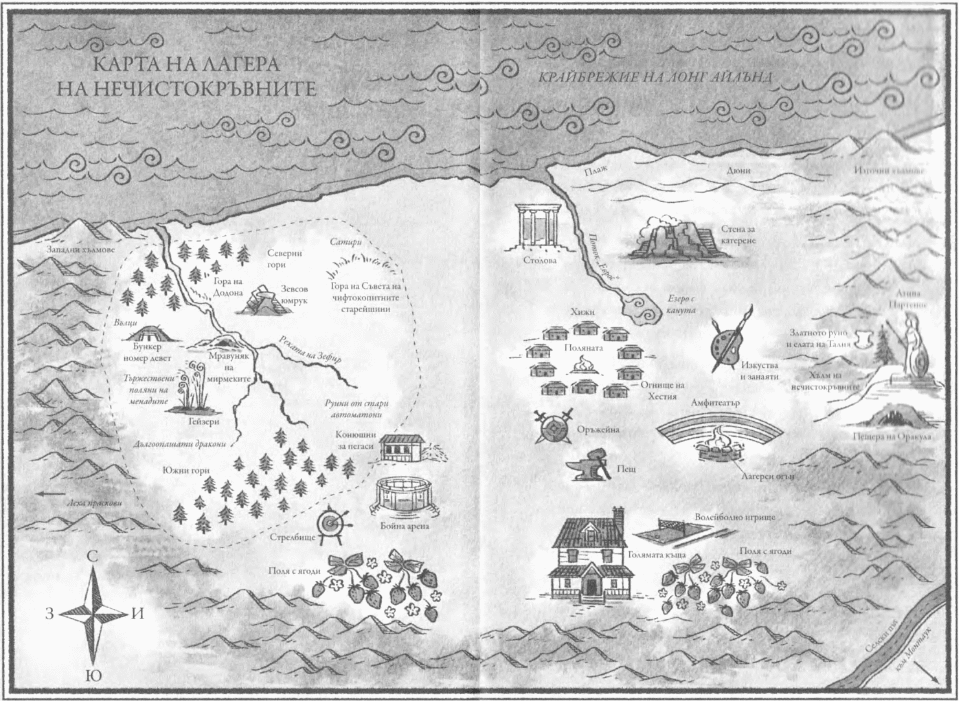 КАРТА НА ЛАГЕРА
НА НЕЧИСТОКРЪВНИТЕ
КРАЙБРЕЖИЕ НА ЛОНГ АЙЛЪНД
Плаж
Дюни
Източни хълмове
Западни хълмове
Северни
гори
Сатири
Гора на
Додона
Зевсов
юмрук
Гора на Съвета на
чифтокопитните
старейшини
Столова
Поток „Еврос“
Стена за
катерене
Езеро с
канута
Атина
Партенос
Вълци
Бункер
номер девет
Мравуняк
на
мирмеките
Реката на Зефир
Хижи
Поляната
Огнище на
Хестия
Изкуства
и занаяти
Златното руно
и елата на Талия
Хълм на
нечистокръвните
Пещера на Оракула
Тържествени
поляни на
менадите
Гейзери
Руини от стари
автоматони
Дългоопашати дракони
Конюшни
за пегаси
Южни гори
Оръжейна
Амфитеатър
Пещ
Лагерен огън
Леха праскови
Бойна арена
Стрелбище
Волейболно игрище
Голямата къща
Поля с ягоди
Поля с ягоди
С
З
И
Ю
Селски път
към Монтаук